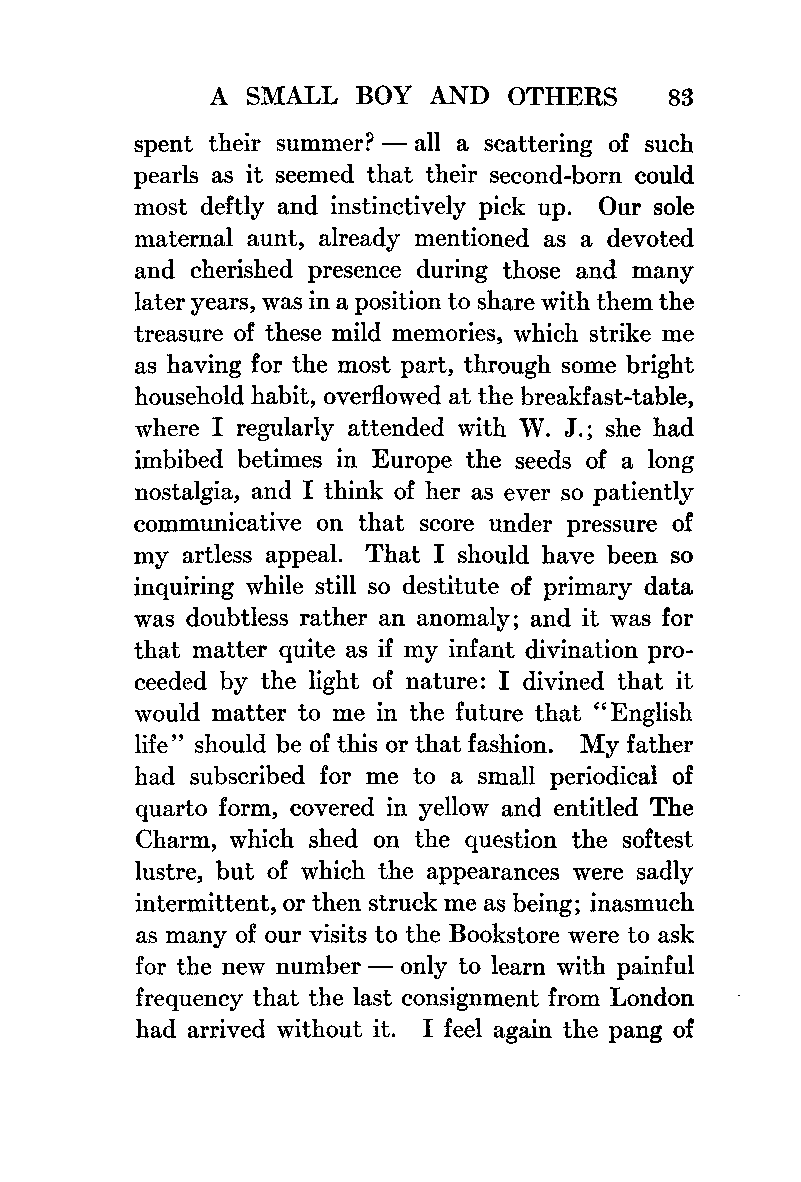 A SMALL BOY AND OTHERS 83
spent their summer? — all a scattering of such
pearls as it seemed that their second-born could
most deftly and instinctively pick up. Our sole
maternal aunt, already mentioned as a devoted
and cherished presence during those and many
later years, was in a position to share with them the
treasure of these mild memories, which strike me
as having for the most part, through some bright
household habit, overflowed at the breakfast-table,
where I regularly attended with W. J.; she had
imbibed betimes in Europe the seeds of a long
nostalgia, and I think of her as ever so patiently
communicative on that score under pressure of
my artless appeal. That I should have been so
inquiring while still so destitute of primary data
was doubtless rather an anomaly; and it was for
that matter quite as if my infant divination pro-
ceeded by the light of nature: I divined that it
would matter to me in the future that “English
life” should be of this or that fashion. My father
had subscribed for me to a small periodical of
quarto form, covered in yellow and entitled The
Charm, which shed on the question the softest
lustre, but of which the appearances were sadly
intermittent, or then struck me as being; inasmuch
as many of our visits to the Bookstore were to ask
for the new number — only to learn with painful
frequency that the last consignment from London
had arrived without it. I feel again the pang of